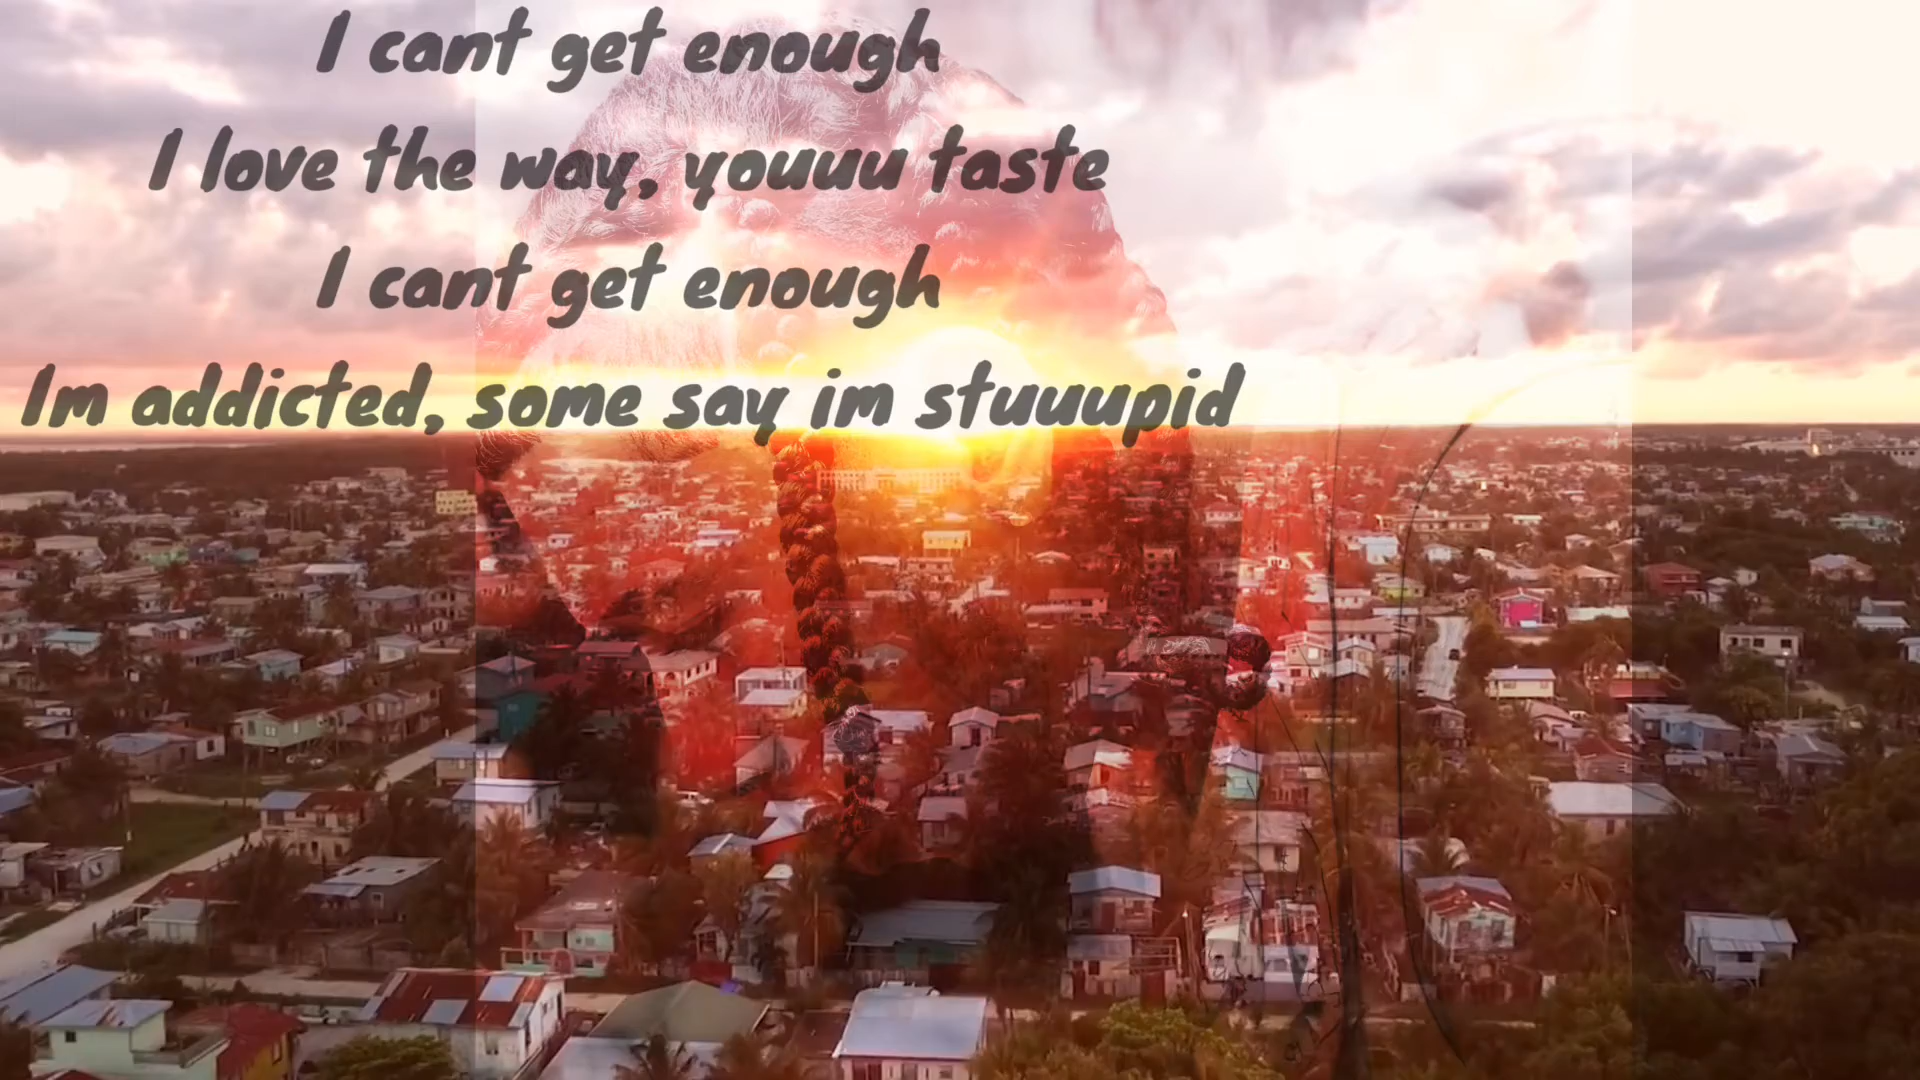 I cant get enough
I love the way, youuu taste
I cant get enough
Im addicted, some say im stuuupid